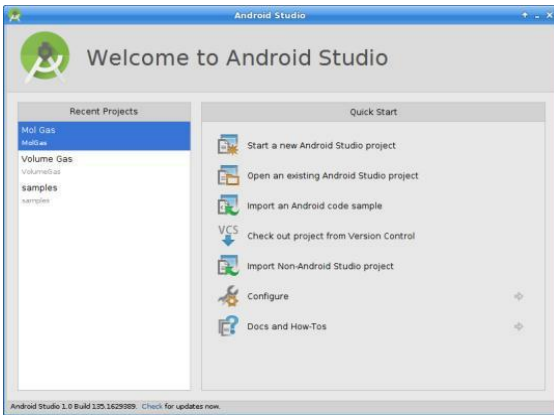 Android Studio
Welcome to Android Studio
Recent Projects
Mol Gas
MolGas
Volume Gas
VolumeGas
samples
samples
Quick Start
Start a new Android Studio project
Open an existing Android Studio project
Import an Android code sample
VCS
Check out project from Version Control
Import Non-Android Studio project
Configure
Docs and How-Tos
Android Studio 1.0 Build 135.1629389. Check for updates now.